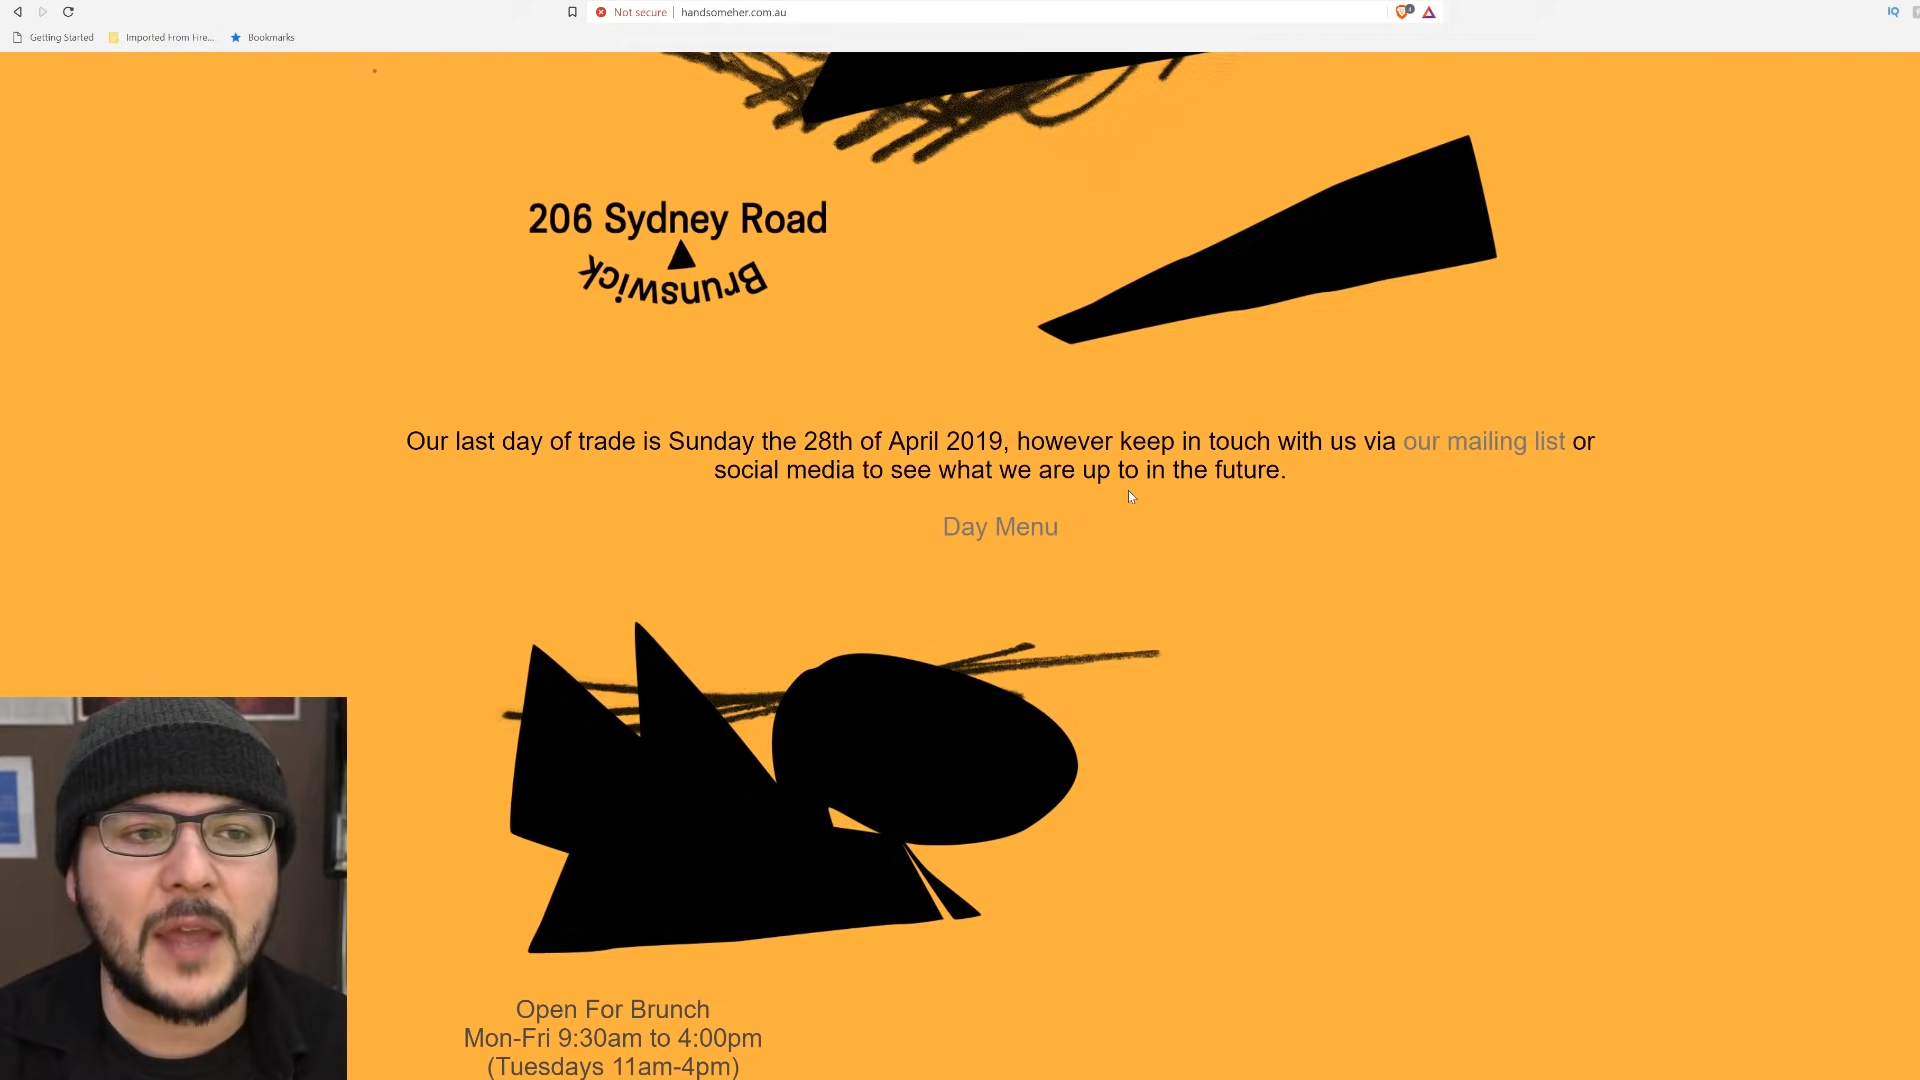 Not secure
handsomeher.com.au
4
IQ
Getting Started
Imported From Fire...
Bookmarks
206 Sydney Road
Brunswick
Our last day of trade is Sunday the 28th of April 2019, however keep in touch with us via our mailing list or
social media to see what we are up to in the future.
Day Menu
Open For Brunch
Mon-Fri 9:30am to 4:00pm
(Tuesdays 11am-4pm)